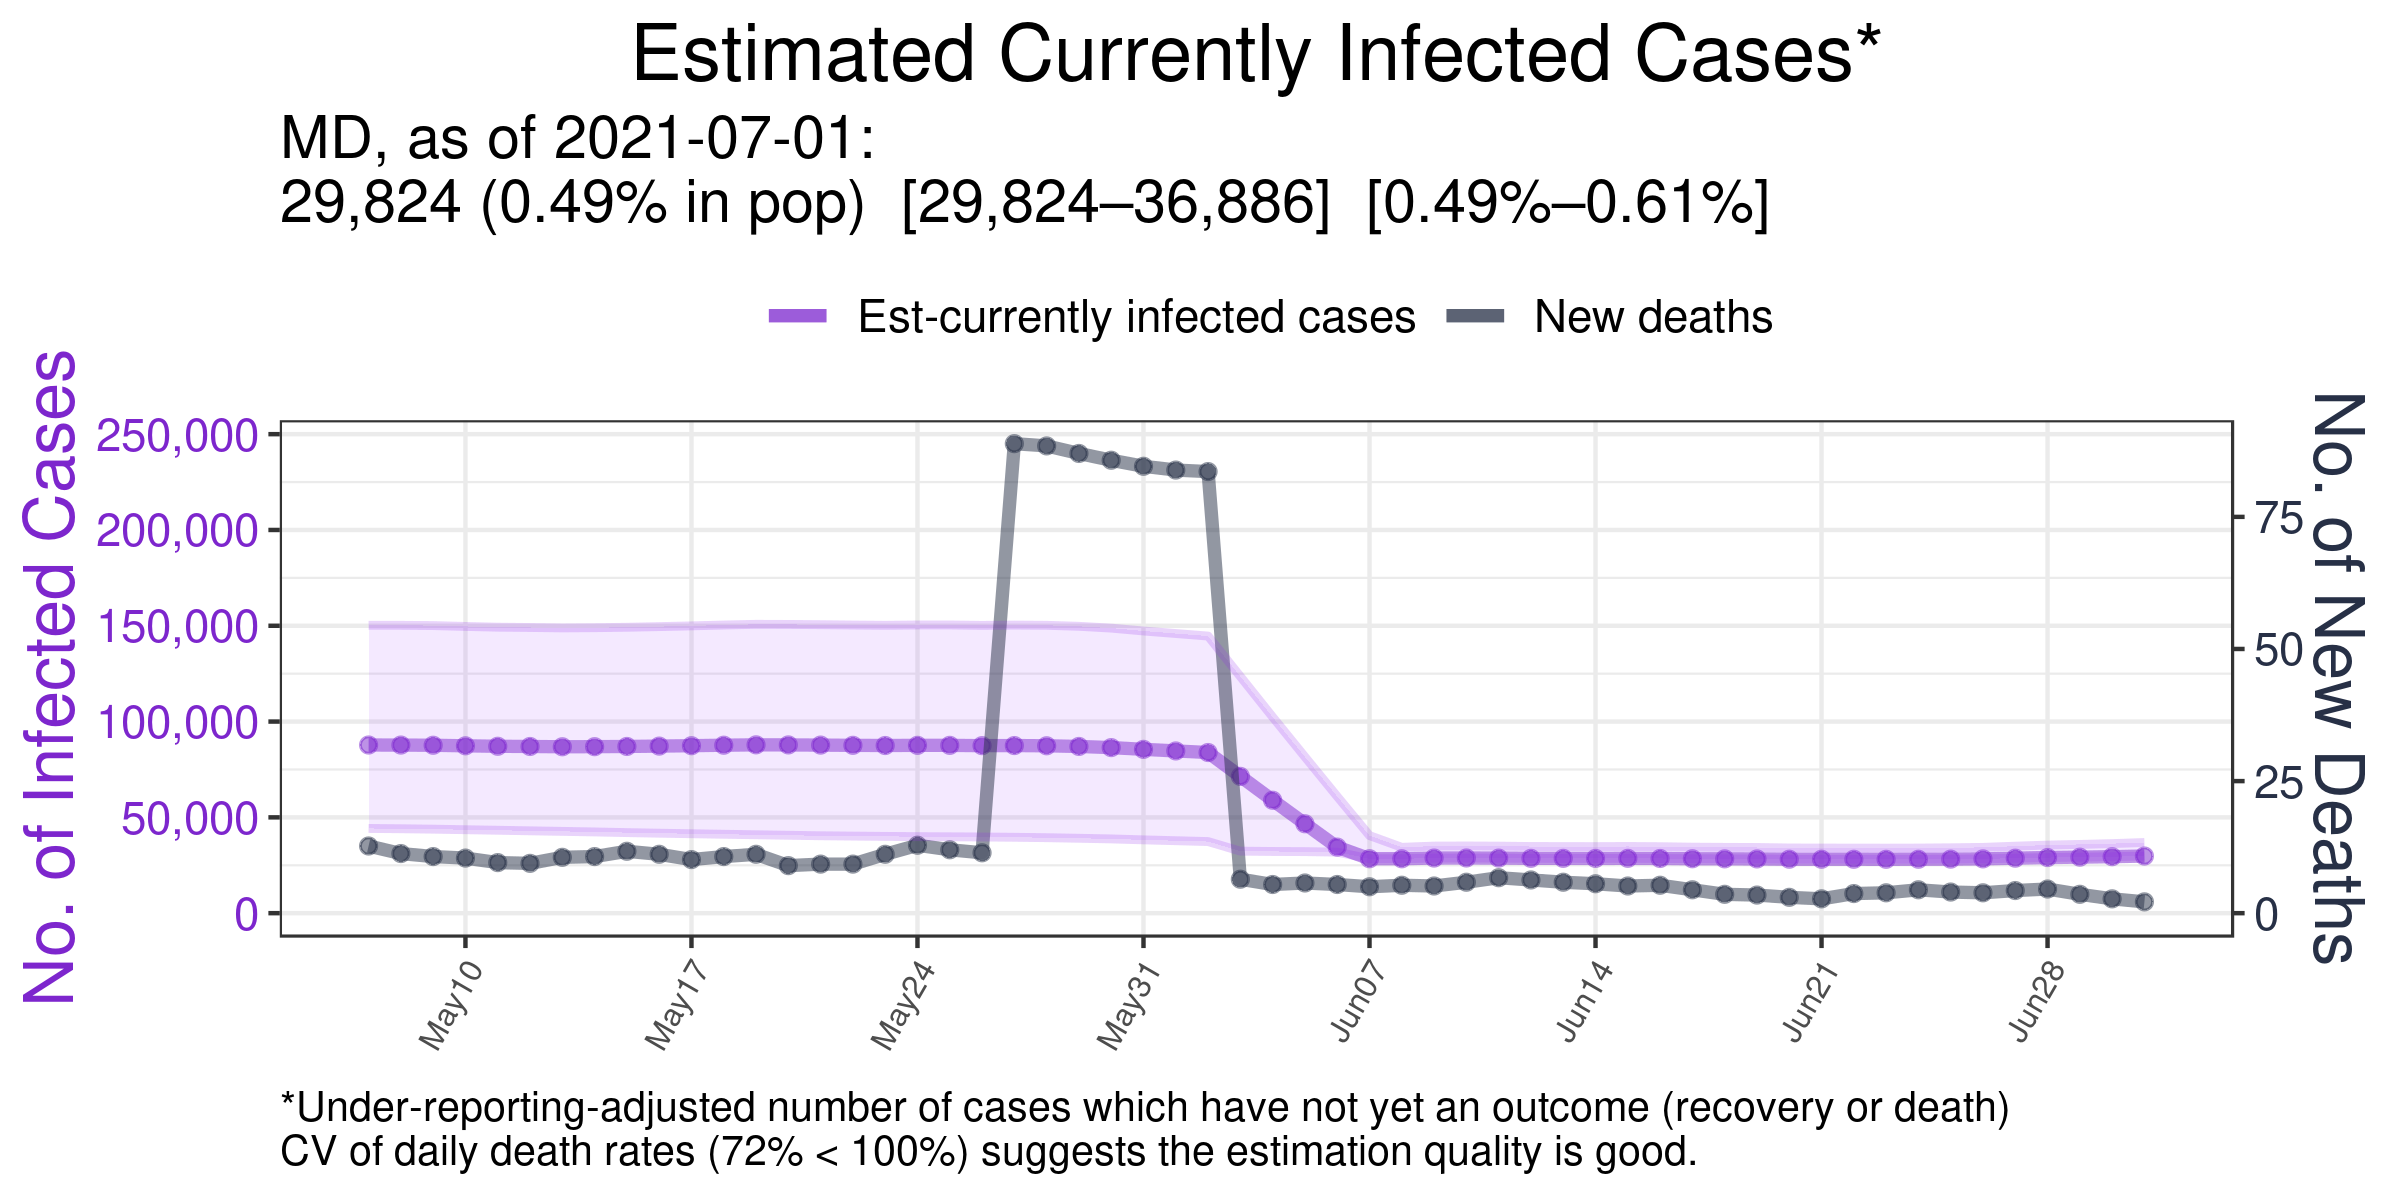 Estimated Currently Infected Cases*
MD, as of 2021-07-01:
29,824 (0.49% in pop) [29,824–36,886] [0.49%–0.61%]
Est-currently infected cases New deaths
No. of Infected Cases
250,000
200,000
150,000
100,000
50,000
0
75
50
25
0
No. of New Deaths
May10 May17 May24 May31 Jun07 Jun14 Jun21 Jun28
*Under-reporting-adjusted number of cases which have not yet an outcome (recovery or death)
CV of daily death rates (72% < 100%) suggests the estimation quality is good.